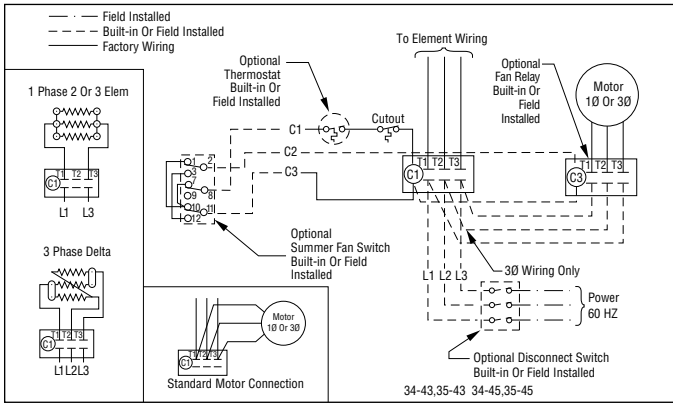 Field Installed
Built-in Or Field Installed
Factory Wiring
1 Phase 2 Or 3 Elem
C1
T1 T2 T3
L1 L3
3 Phase Delta
T1 T2 T3
C1
L1 L2 L3
Optional
Thermostat
Built-in Or
Field Installed
To Element Wiring
Optional
Fan Relay
Built-in Or
Field
Installed
Motor
1Ø Or 3Ø
C1
Cutout
C2
C3
T1 T2 T3
C1
T1 T2 T3
C3
1
2
3
7
8
9
10
11
12
Optional
Summer Fan Switch
Built-in Or Field
Installed
L1 L2 L3
3Ø Wiring Only
Power
60 HZ
Optional Disconnect Switch
Built-in Or Field Installed
Motor
1Ø Or 3Ø
T1 T2 T3
C1
Standard Motor Connection
34-43,35-43 34-45,35-45